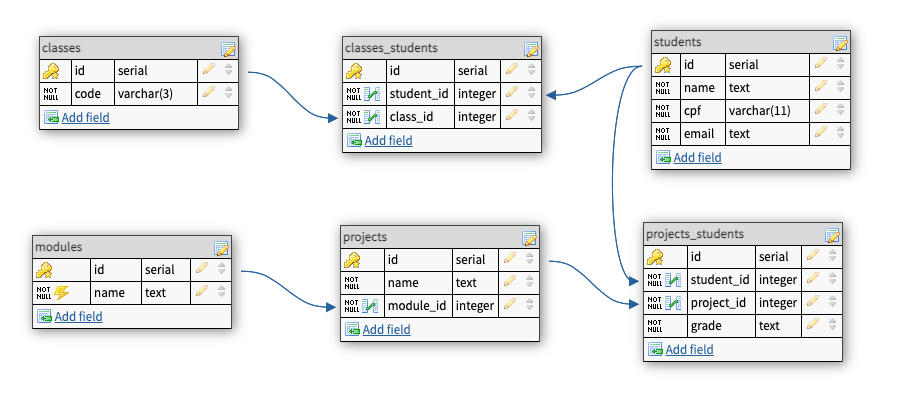 classes
id serial
NOT NULL code varchar(3)
Add field
classes_students
id serial
NOT NULL student_id integer
NOT NULL class_id integer
Add field
students
id serial
NOT NULL name text
NOT NULL cpf varchar(11)
NOT NULL email text
Add field
modules
id serial
NOT NULL name text
Add field
projects
id serial
NOT NULL name text
NOT NULL module_id integer
Add field
projects_students
id serial
NOT NULL student_id integer
NOT NULL project_id integer
NOT NULL grade text
Add field